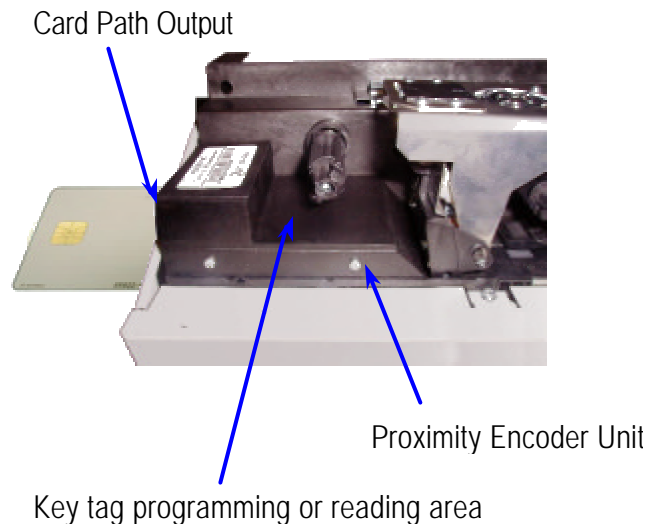 Card Path Output
Proximity Encoder Unit
Key tag programming or reading area